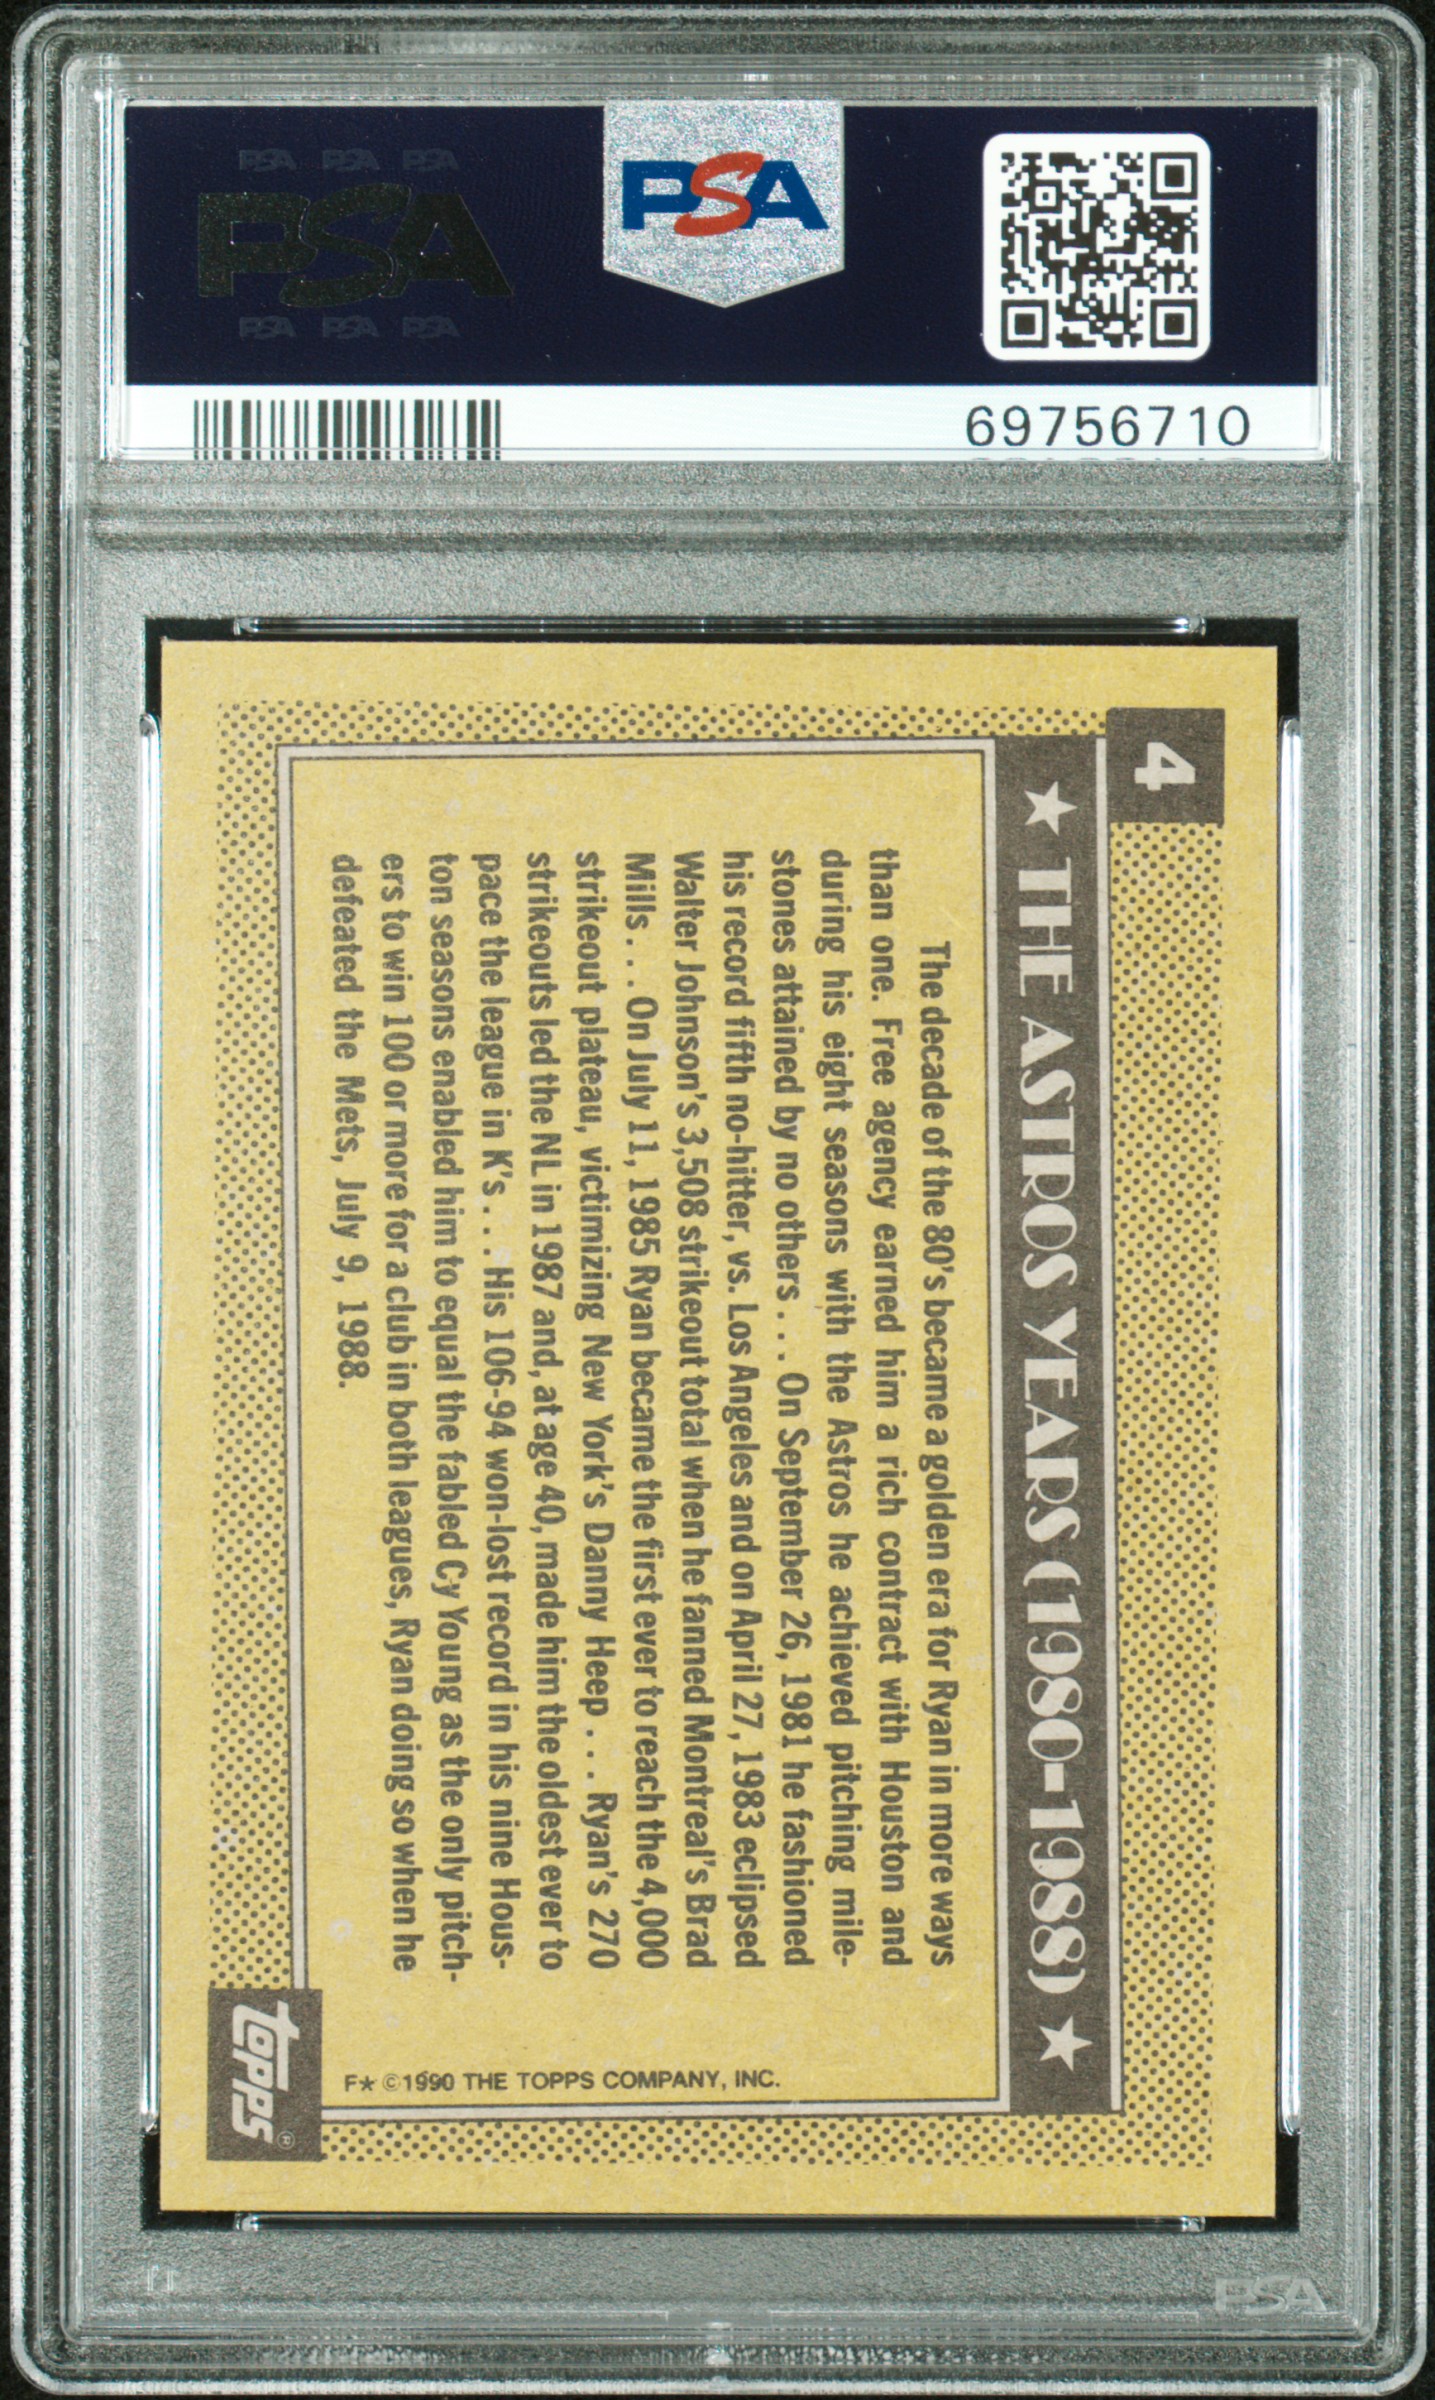 PSA PSA PSA
PSA
PSA PSA PSA
PSA
69756710
4
★ THE ASTROS YEARS (1980-1988) ★
The decade of the 80's became a golden era for Ryan in more ways
than one. Free agency earned him a rich contract with Houston and
during his eight seasons with the Astros he achieved pitching mile-
stones attained by no others . . . On September 26, 1981 he fashioned
his record fifth no-hitter, vs. Los Angeles and on April 27, 1983 eclipsed
Walter Johnson's 3,508 strikeout total when he fanned Montreal's Brad
Mills . . . On July 11, 1985 Ryan became the first ever to reach the 4,000
strikeout plateau, victimizing New York's Danny Heep . . . Ryan's 270
strikeouts led the NL in 1987 and, at age 40, made him the oldest ever to
pace the league in K's . . . His 106-94 won-lost record in his nine Hous-
ton seasons enabled him to equal the fabled Cy Young as the only pitch-
ers to win 100 or more for a club in both leagues, Ryan doing so when he
defeated the Mets, July 9, 1988.
F★ ©1990 THE TOPPS COMPANY, INC.
TOPPS®
PSA